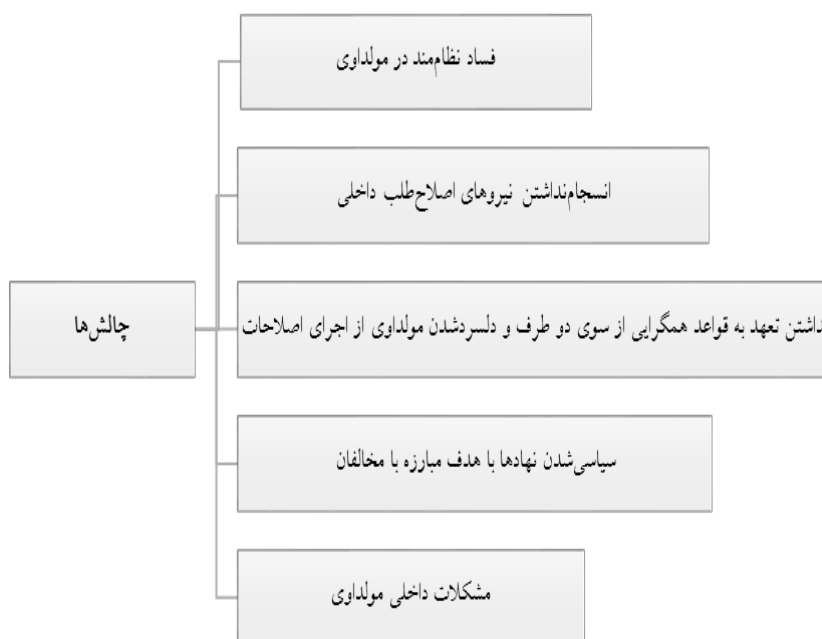 فساد نظام‌مند در مولداوی
انسجام‌نداشتن نیروهای اصلاح‌طلب داخلی
چالش‌ها
داشتن تعهد به قواعد همگرایی از سوی دو طرف و دلسردشدن مولداوی از اجرای اصلاحات
سیاسی‌شدن نهادها با هدف مبارزه با مخالفان
مشکلات داخلی مولداوی